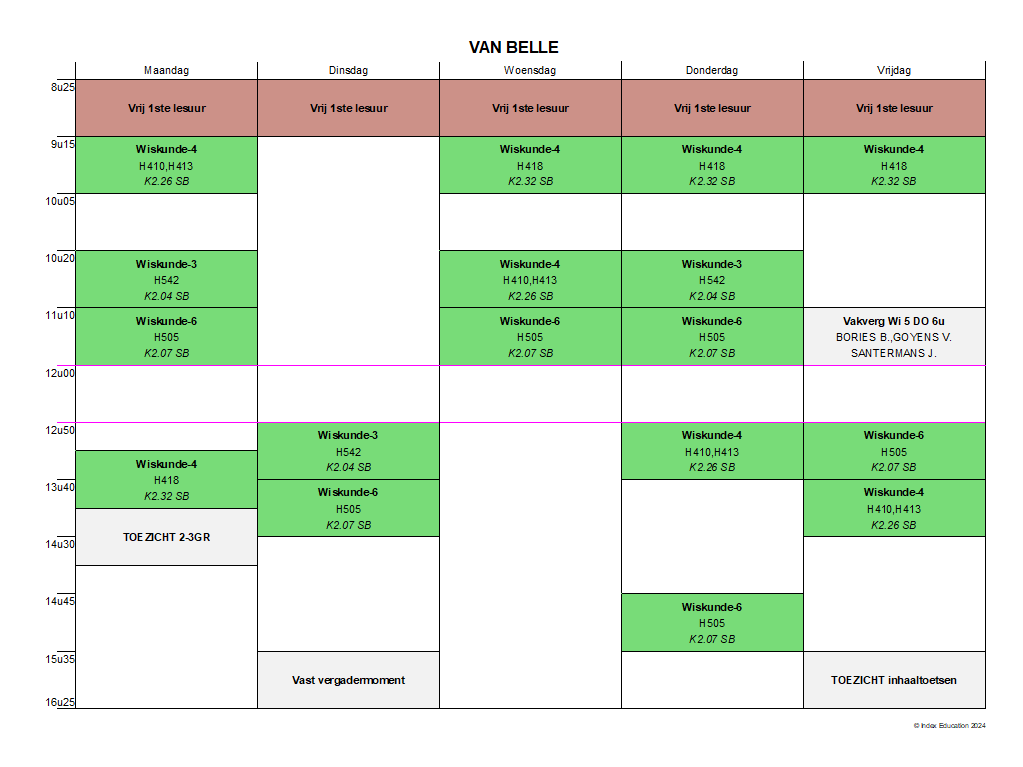 VAN BELLE
Maandag Dinsdag Woensdag Donderdag Vrijdag
8u25
Vrij 1ste lesuur Vrij 1ste lesuur Vrij 1ste lesuur Vrij 1ste lesuur Vrij 1ste lesuur
9u15
Wiskunde-4 Wiskunde-4 Wiskunde-4 Wiskunde-4
H410,H413 H418 H418 H418
K2.26 SB K2.32 SB K2.32 SB K2.32 SB
10u05
10u20
Wiskunde-3 Wiskunde-4 Wiskunde-3
H542 H410,H413 H542
K2.04 SB K2.26 SB K2.04 SB
11u10
Wiskunde-6 Wiskunde-6 Wiskunde-6 Vakverg Wi 5 DO 6u
H505 H505 H505 BORIES B.,GOYENS V.
K2.07 SB K2.07 SB K2.07 SB SANTERMANS J.
12u00
12u50
Wiskunde-3 Wiskunde-4 Wiskunde-6
H542 H410,H413 H505
K2.04 SB K2.26 SB K2.07 SB
Wiskunde-4
H418
K2.32 SB
13u40
Wiskunde-6 Wiskunde-4
H505 H410,H413
K2.07 SB K2.26 SB
TOEZICHT 2-3GR
14u30
14u45
Wiskunde-6
H505
K2.07 SB
15u35
Vast vergadermoment TOEZICHT inhaaltoetsen
16u25
© Index Education 2024